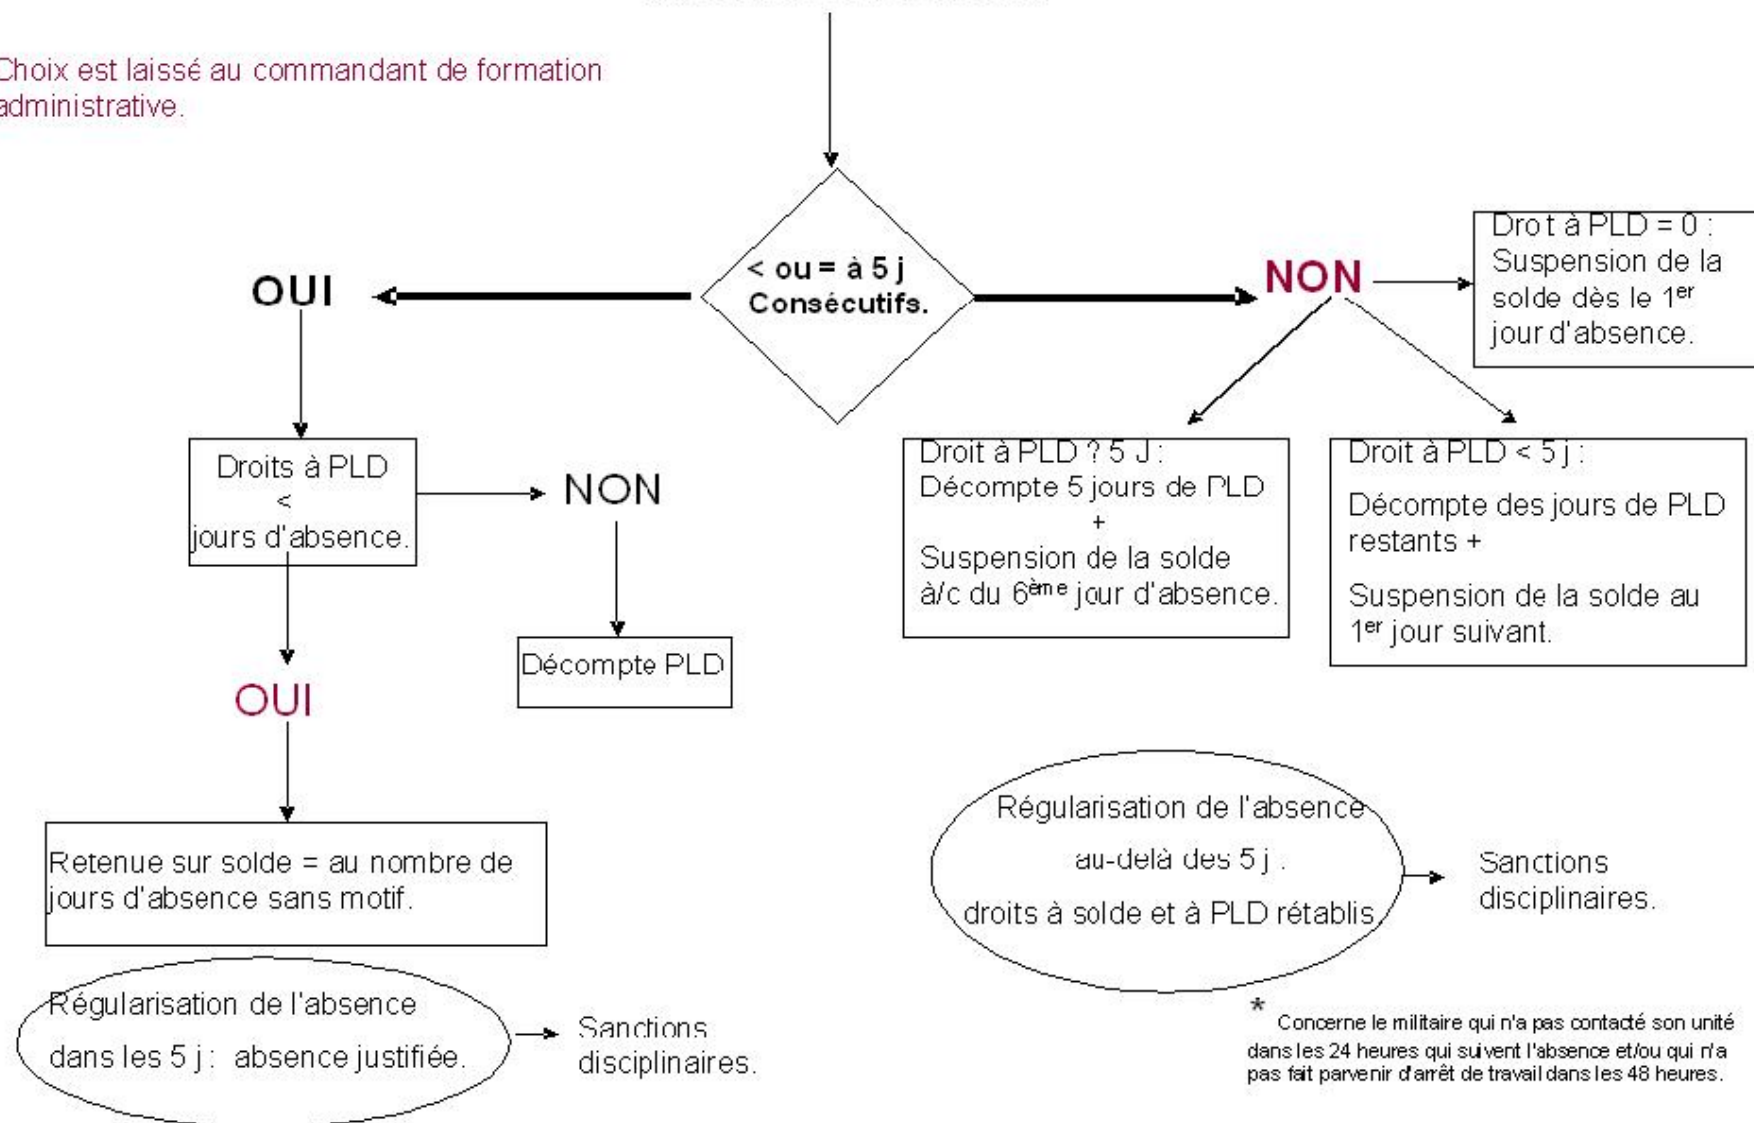 Choix est laissé au commandant de formation
administrative.
< ou = à 5 j
Consécutifs.
OUI
NON
Dro t à PLD = 0 :
Suspension de la
solde dès le 1er
jour d'absence.
Droits à PLD
<
jours d'absence.
NON
Décompte PLD
OUI
Retenue sur solde = au nombre de
jours d'absence sans motif.
Régularisation de l'absence
dans les 5 j : absence justifiée.
Sanctions
disciplinaires.
Droit à PLD ? 5 J :
Décompte 5 jours de PLD
+
Suspension de la solde
à/c du 6ème jour d'absence.
Droit à PLD < 5 j :
Décompte des jours de PLD
restants +
Suspension de la solde au
1er jour suivant.
Régularisation de l'absence
au-delà des 5 j :
droits à solde et à PLD rétablis.
Sanctions
disciplinaires.
* Concerne le militaire qui n'a pas contacté son unité
dans les 24 heures qui suivent l'absence et/ou qui n'a
pas fait parvenir d'arrêt de travail dans les 48 heures.